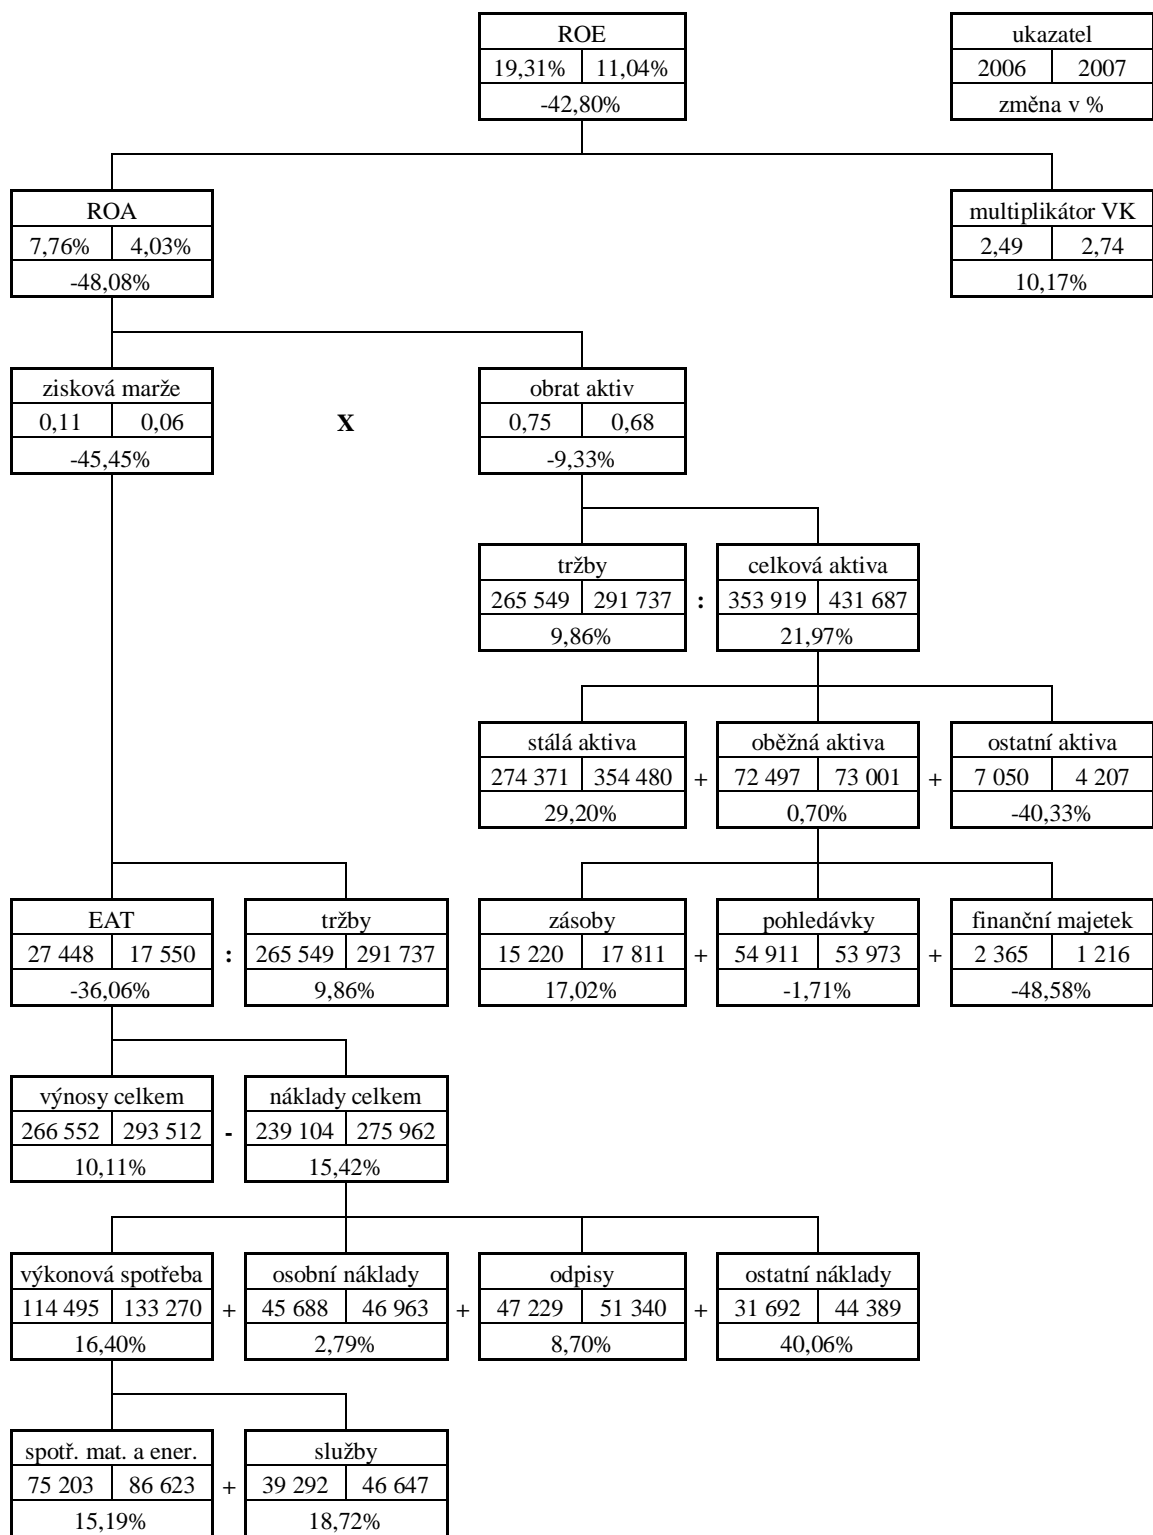 ROE ukazatel
19,31% 11,04% 2006 2007
-42,80% změna v %
ROA multiplikátor VK
7,76% 4,03% 2,49 2,74
-48,08% 10,17%
zisková marže obrat aktiv
0,11 0,06 X 0,75 0,68
-45,45% -9,33%
tržby celková aktiva
265 549 291 737 : 353 919 431 687
9,86% 21,97%
stálá aktiva oběžná aktiva ostatní aktiva
274 371 354 480 + 72 497 73 001 + 7 050 4 207
29,20% 0,70% -40,33%
EAT tržby zásoby pohledávky finanční majetek
27 448 17 550 : 265 549 291 737 15 220 17 811 + 54 911 53 973 + 2 365 1 216
-36,06% 9,86% 17,02% -1,71% -48,58%
výnosy celkem náklady celkem
266 552 293 512 - 239 104 275 962
10,11% 15,42%
výkonová spotřeba osobní náklady odpisy ostatní náklady
114 495 133 270 + 45 688 46 963 + 47 229 51 340 + 31 692 44 389
16,40% 2,79% 8,70% 40,06%
spotř. mat. a ener. služby
75 203 86 623 + 39 292 46 647
15,19% 18,72%